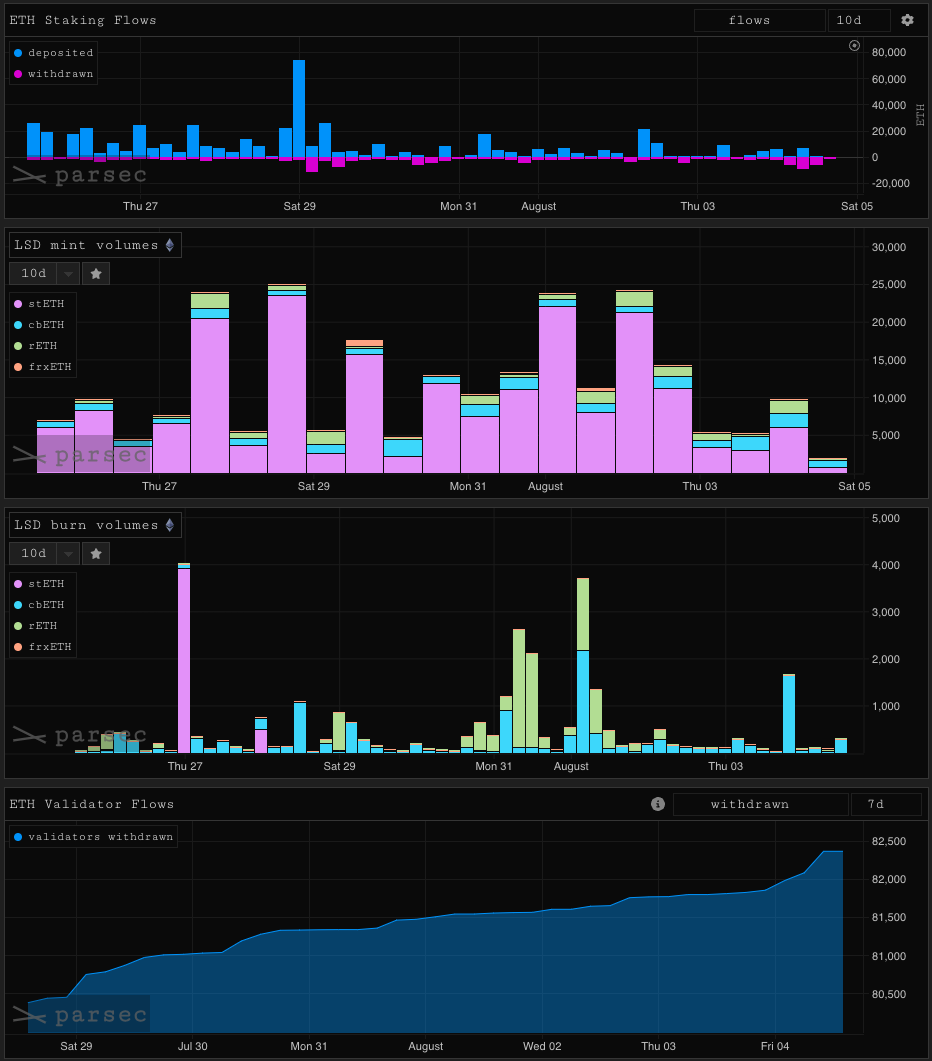 ETH Staking Flows
flows
10d
deposited
withdrawn
80,000
60,000
40,000
20,000
0
-20,000
ETH
parsec
Thu 27
Sat 29
Mon 31
August
Thu 03
Sat 05
LSD mint volumes
10d
stETH
cbETH
rETH
frxETH
30,000
25,000
20,000
15,000
10,000
5,000
parsec
Thu 27
Sat 29
Mon 31
August
Thu 03
Sat 05
LSD burn volumes
10d
stETH
cbETH
rETH
frxETH
5,000
4,000
3,000
2,000
1,000
parsec
Thu 27
Sat 29
Mon 31
August
Thu 03
ETH Validator Flows
withdrawn
7d
validators withdrawn
82,500
82,000
81,500
81,000
80,500
parsec
Sat 29
Jul 30
Mon 31
August
Wed 02
Thu 03
Fri 04